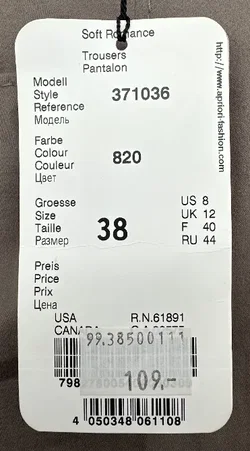 Soft Romance
Trousers
Pantalon
http://www.apriori-fashion.com
Modell
Style 371036
Reference
Модель
Farbe
Colour 820
Couleur
Цвет
Groesse US 8
Size 38 UK 12
Taille F 40
Размер RU 44
Preis
Price
Prix
Цена
USA R.N.61891
99.38500111
798
109,-
4 050348 061108